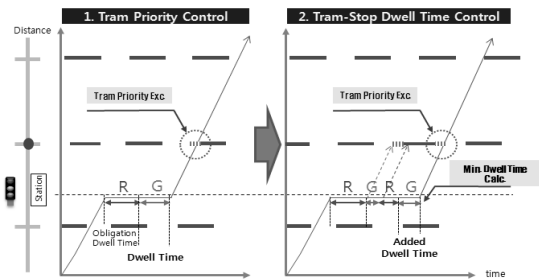 1. Tram Priority Control
2. Tram-Stop Dwell Time Control
Distance
Tram Priority Exc.
Tram Priority Exc.
Min. Dwell Time
Calc.
R G
R G R G
Station
Obligation
Dwell Time
Dwell Time
Added
Dwell Time
time